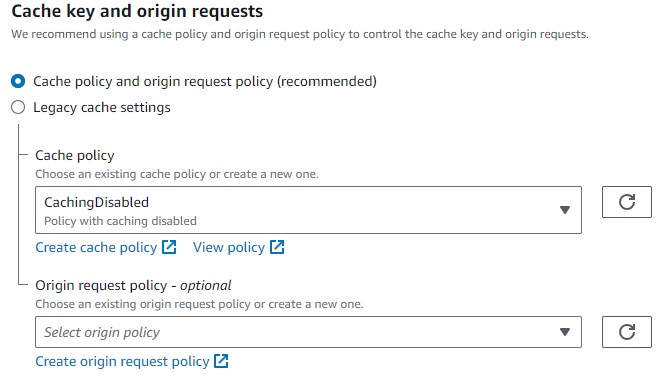 Cache key and origin requests
We recommend using a cache policy and origin request policy to control the cache key and origin requests.
Cache policy and origin request policy (recommended)
Legacy cache settings
Cache policy
Choose an existing cache policy or create a new one.
CachingDisabled
Policy with caching disabled
Create cache policy View policy
Origin request policy - optional
Choose an existing origin request policy or create a new one.
Select origin policy
Create origin request policy